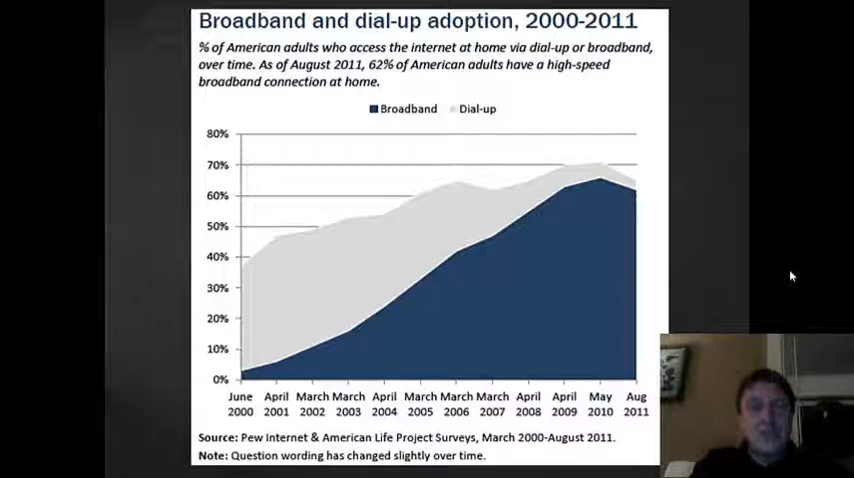 Broadband and dial-up adoption, 2000-2011
% of American adults who access the internet at home via dial-up or broadband,
over time. As of August 2011, 62% of American adults have a high-speed
broadband connection at home.
Broadband Dial-up
80%
70%
60%
50%
40%
30%
20%
10%
0%
June April March March April March March March April April May Aug
2000 2001 2002 2003 2004 2005 2006 2007 2008 2009 2010 2011
Source: Pew Internet & American Life Project Surveys, March 2000-August 2011.
Note: Question wording has changed slightly over time.